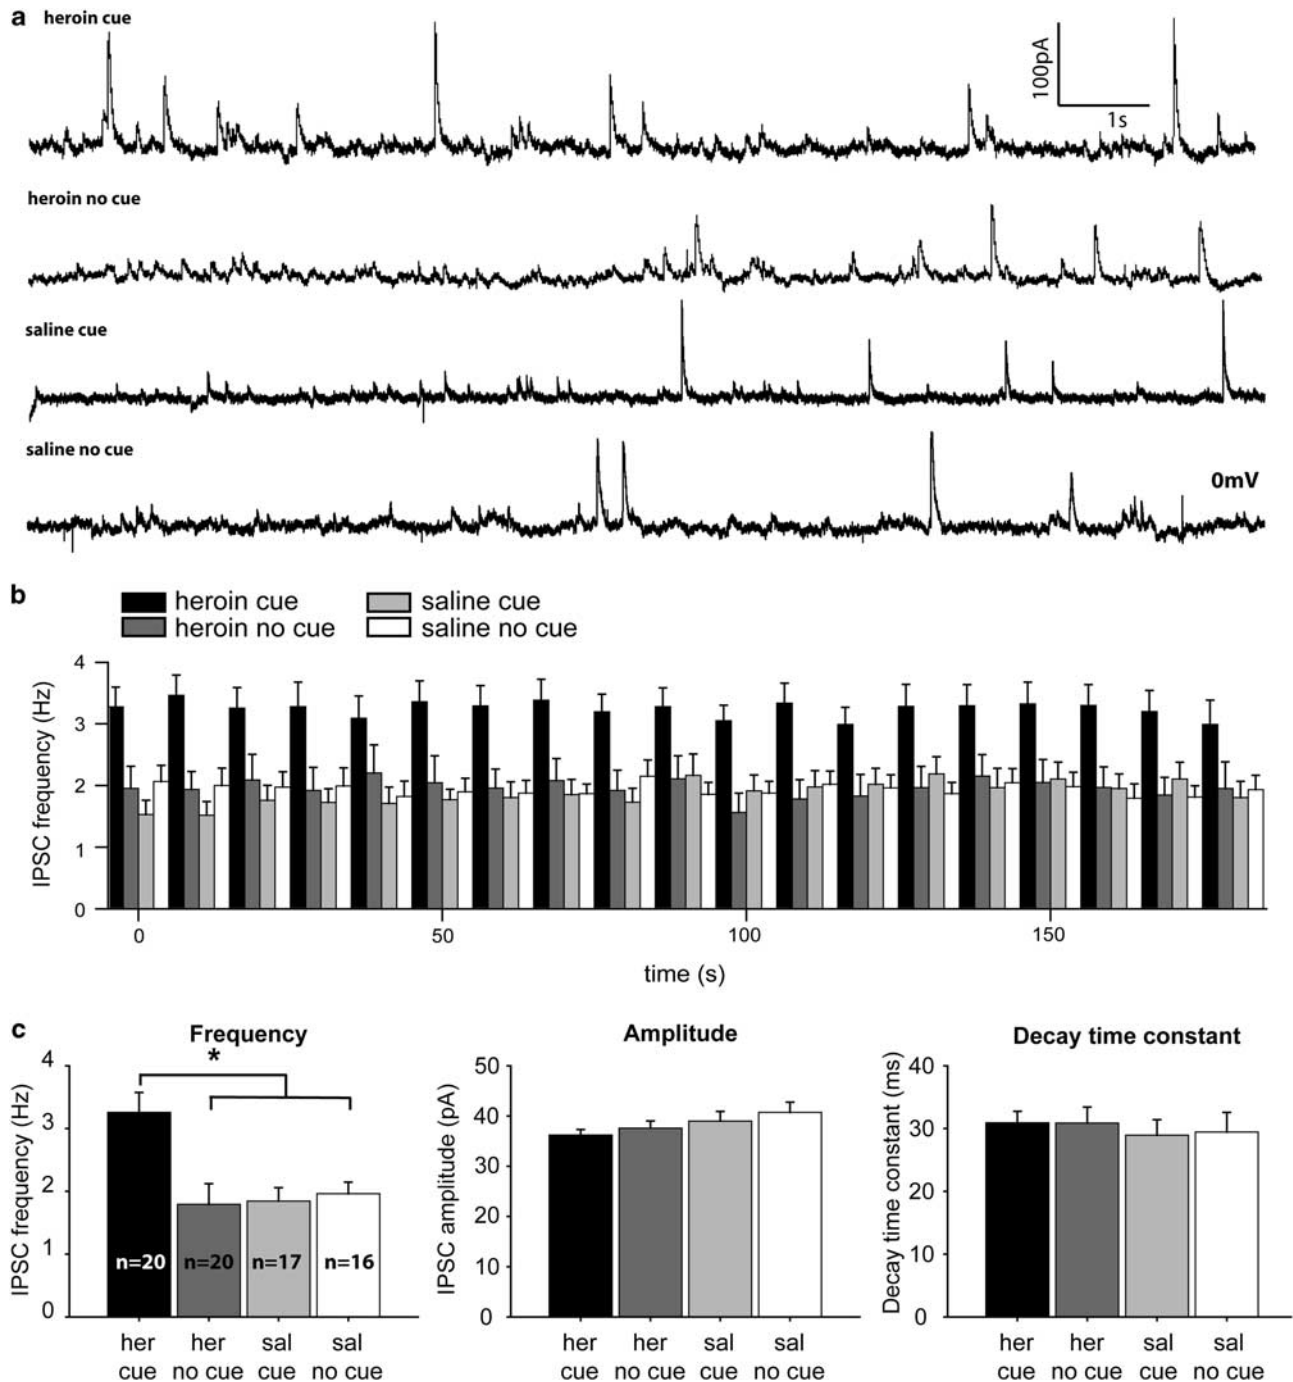 a heroin cue
100pA
1s
heroin no cue
saline cue
saline no cue
0mV
b
heroin cue
saline cue
heroin no cue
saline no cue
IPSC frequency (Hz)
4
3
2
1
0
0 50 100 150
time (s)
c
Frequency
*
IPSC frequency (Hz)
4
3
2
1
0
n=20 n=20 n=17 n=16
her her sal sal
cue no cue cue no cue
Amplitude
IPSC amplitude (pA)
50
40
30
20
10
0
her her sal sal
cue no cue cue no cue
Decay time constant
Decay time constant (ms)
40
30
20
10
0
her her sal sal
cue no cue cue no cue